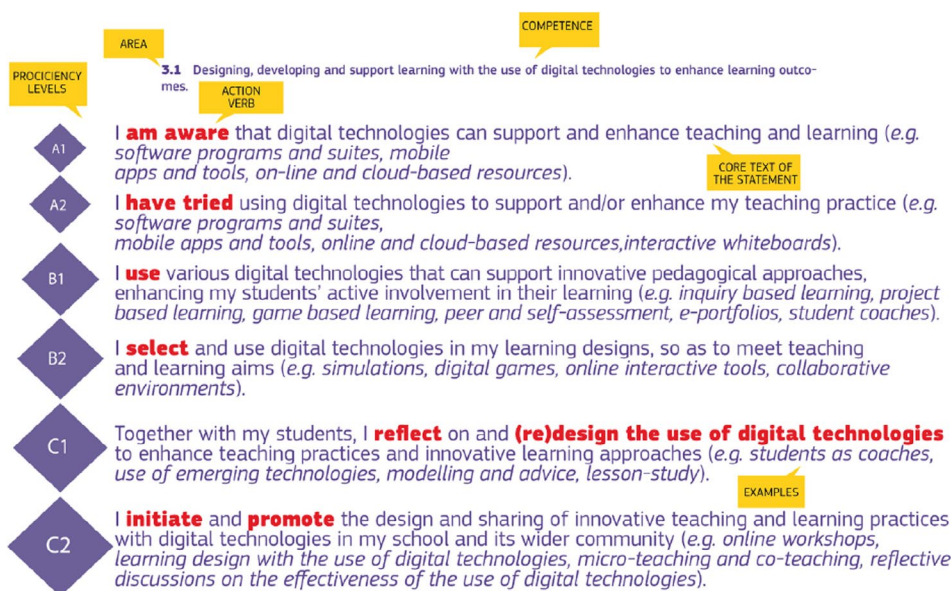 COMPETENCE
AREA
3.1 Designing, developing and support learning with the use of digital technologies to enhance learning outco-
mes.
PROCICIENCY
LEVELS
ACTION
VERB
A1
I am aware that digital technologies can support and enhance teaching and learning (e.g.
software programs and suites, mobile
apps and tools, on-line and cloud-based resources).
CORE TEXT OF
THE STATEMENT
A2
I have tried using digital technologies to support and/or enhance my teaching practice (e.g.
software programs and suites,
mobile apps and tools, online and cloud-based resources,interactive whiteboards).
B1
I use various digital technologies that can support innovative pedagogical approaches,
enhancing my students' active involvement in their learning (e.g. inquiry based learning, project
based learning, game based learning, peer and self-assessment, e-portfolios, student coaches).
B2
I select and use digital technologies in my learning designs, so as to meet teaching
and learning aims (e.g. simulations, digital games, online interactive tools, collaborative
environments).
C1
Together with my students, I reflect on and (re)design the use of digital technologies
to enhance teaching practices and innovative learning approaches (e.g. students as coaches,
use of emerging technologies, modelling and advice, lesson-study).
EXAMPLES
C2
I initiate and promote the design and sharing of innovative teaching and learning practices
with digital technologies in my school and its wider community (e.g. online workshops,
learning design with the use of digital technologies, micro-teaching and co-teaching, reflective
discussions on the effectiveness of the use of digital technologies).